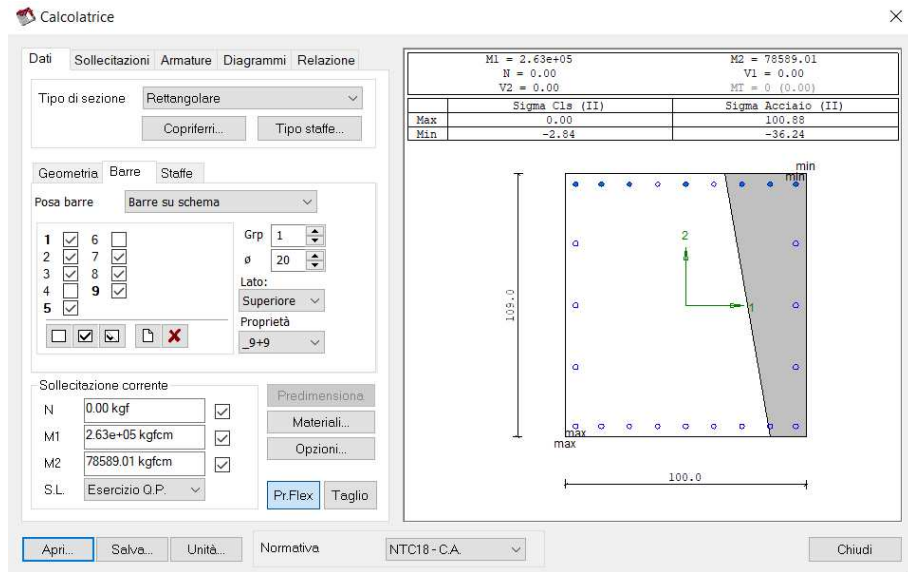 Calcolatrice
Dati Sollecitazioni Armature Diagrammi Relazione
Tipo di sezione Rettangolare
Copriferri... Tipo staffe...
Geometria Barre Staffe
Posa barre Barre su schema
1 6
2 7
3 8
4 9
5
Grp 1
ø 20
Lato:
Superiore
Proprietà
_9+9
Sollecitazione corrente
N 0.00 kgf
M1 2.63e+05 kgfcm
M2 78589.01 kgfcm
S.L. Esercizio Q.P.
Predimensiona
Materiali...
Opzioni...
Pr.Flex Taglio
M1 = 2.63e+05 M2 = 78589.01
N = 0.00 V1 = 0.00
V2 = 0.00 MT = 0 (0.00)
Sigma Cls (II) Sigma Acciaio (II)
Max 0.00 100.88
Min -2.84 -36.24
min
min
2
1
109.0
max
max
100.0
Apri... Salva... Unità... Normativa NTC18 - C.A. Chiudi